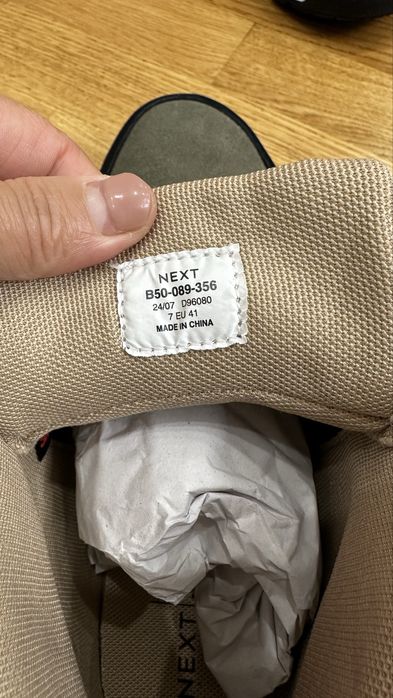 NEXT
B50-089-356
24/07 D96080
7 EU 41
MADE IN CHINA
NEXT